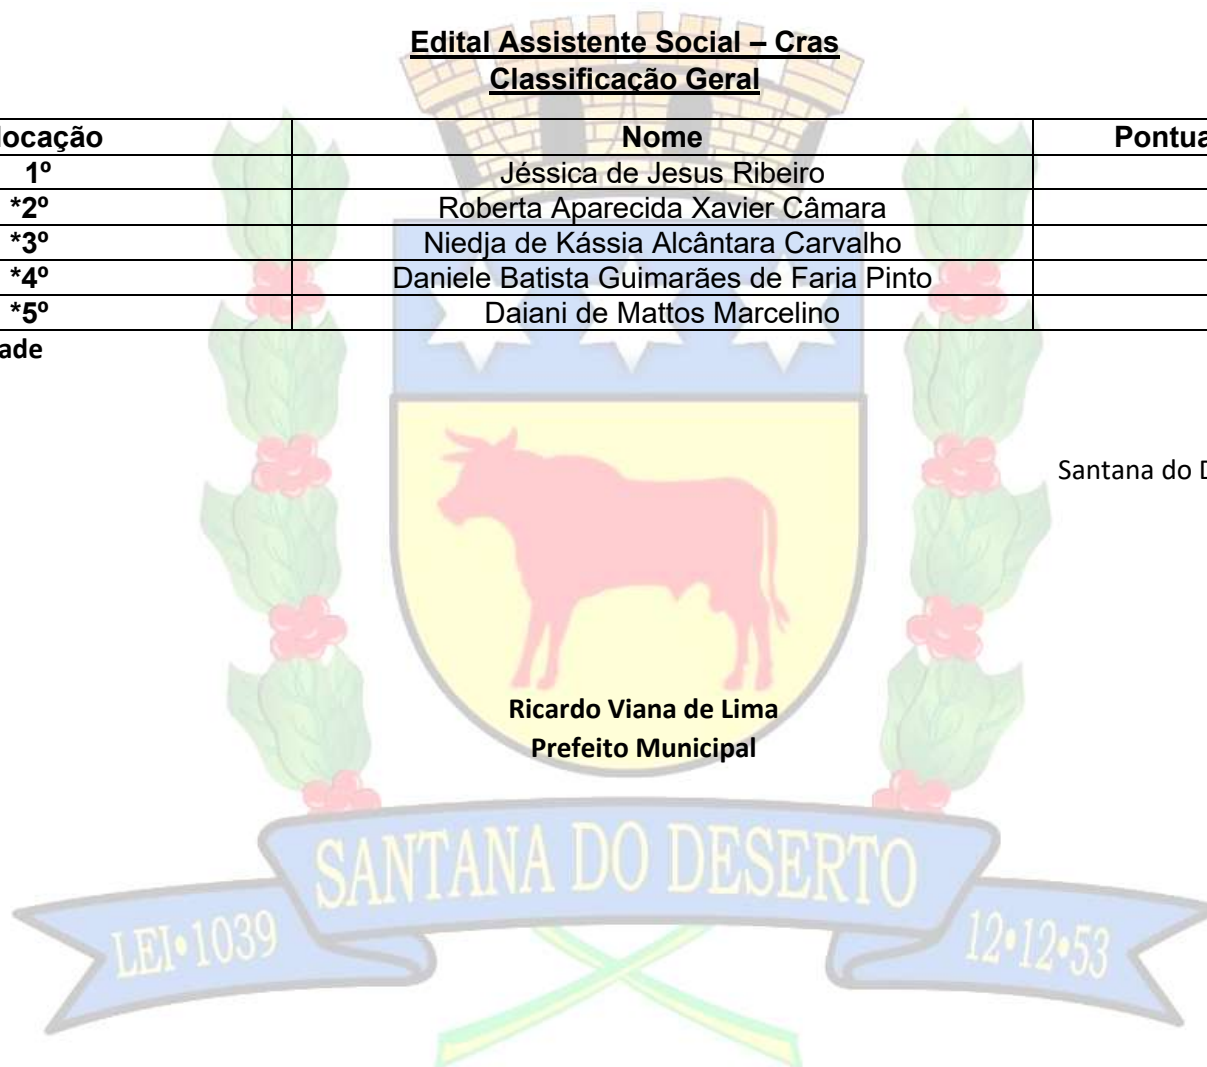 Edital Assistente Social – Cras
Classificação Geral
locação Nome Pontua
1º Jéssica de Jesus Ribeiro
*2º Roberta Aparecida Xavier Câmara
*3º Niedja de Kássia Alcântara Carvalho
*4º Daniele Batista Guimarães de Faria Pinto
*5º Daiani de Mattos Marcelino
ade
Santana do D
Ricardo Viana de Lima
Prefeito Municipal
SANTANA DO DESERTO
LEI•1039 12•12•53